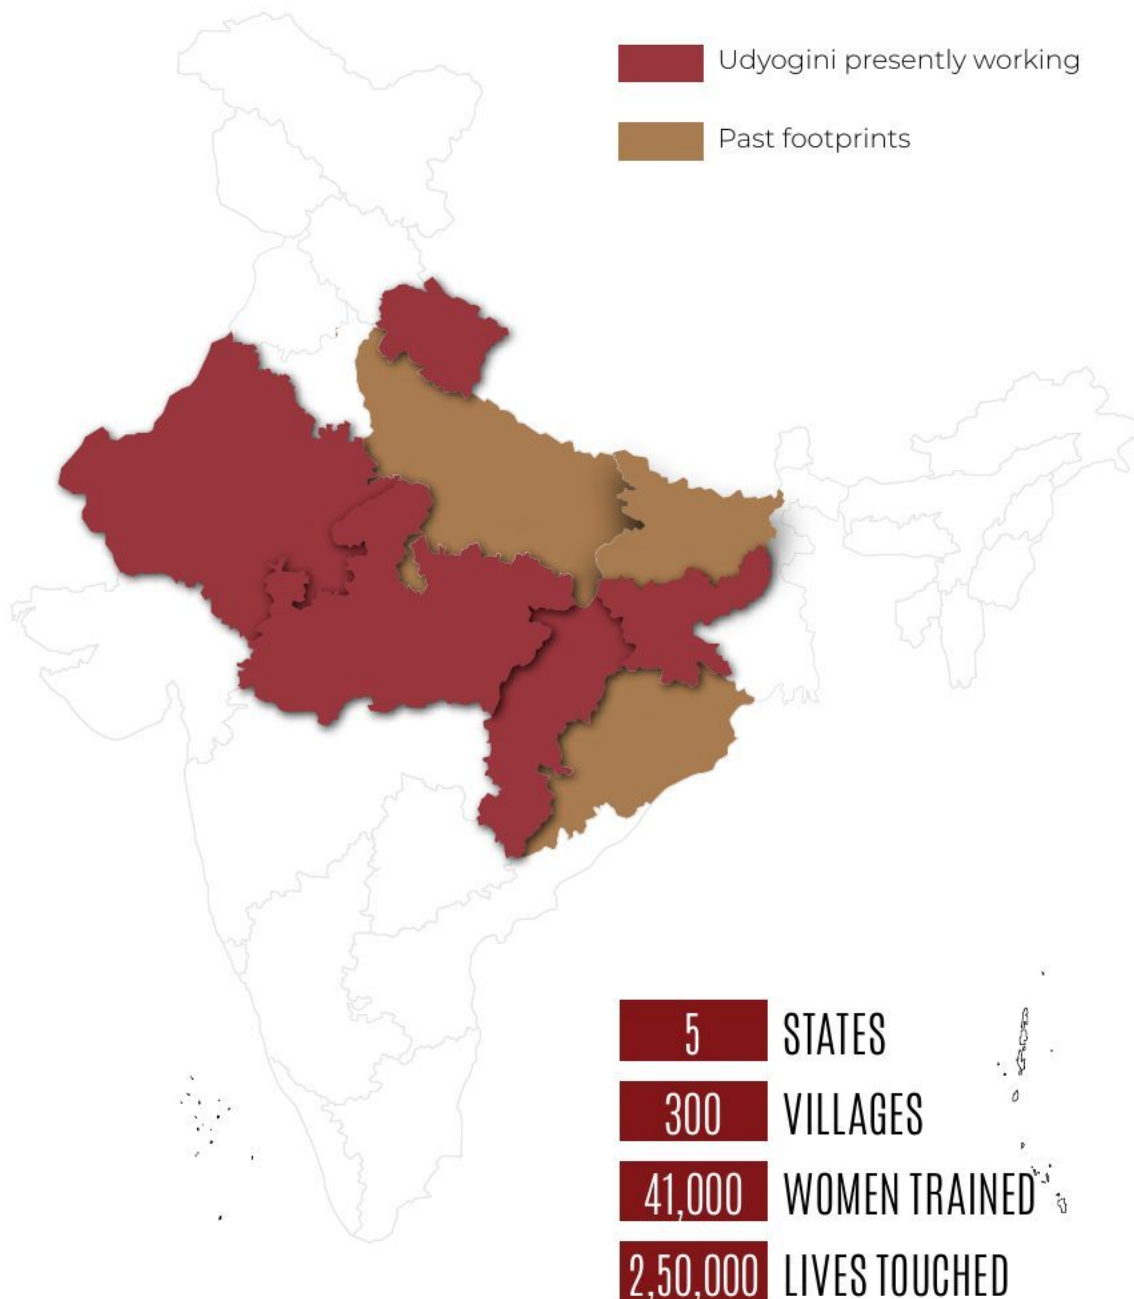 Udyogini presently working
Past footprints
5 STATES
300 VILLAGES
41,000 WOMEN TRAINED
2,50,000 LIVES TOUCHED